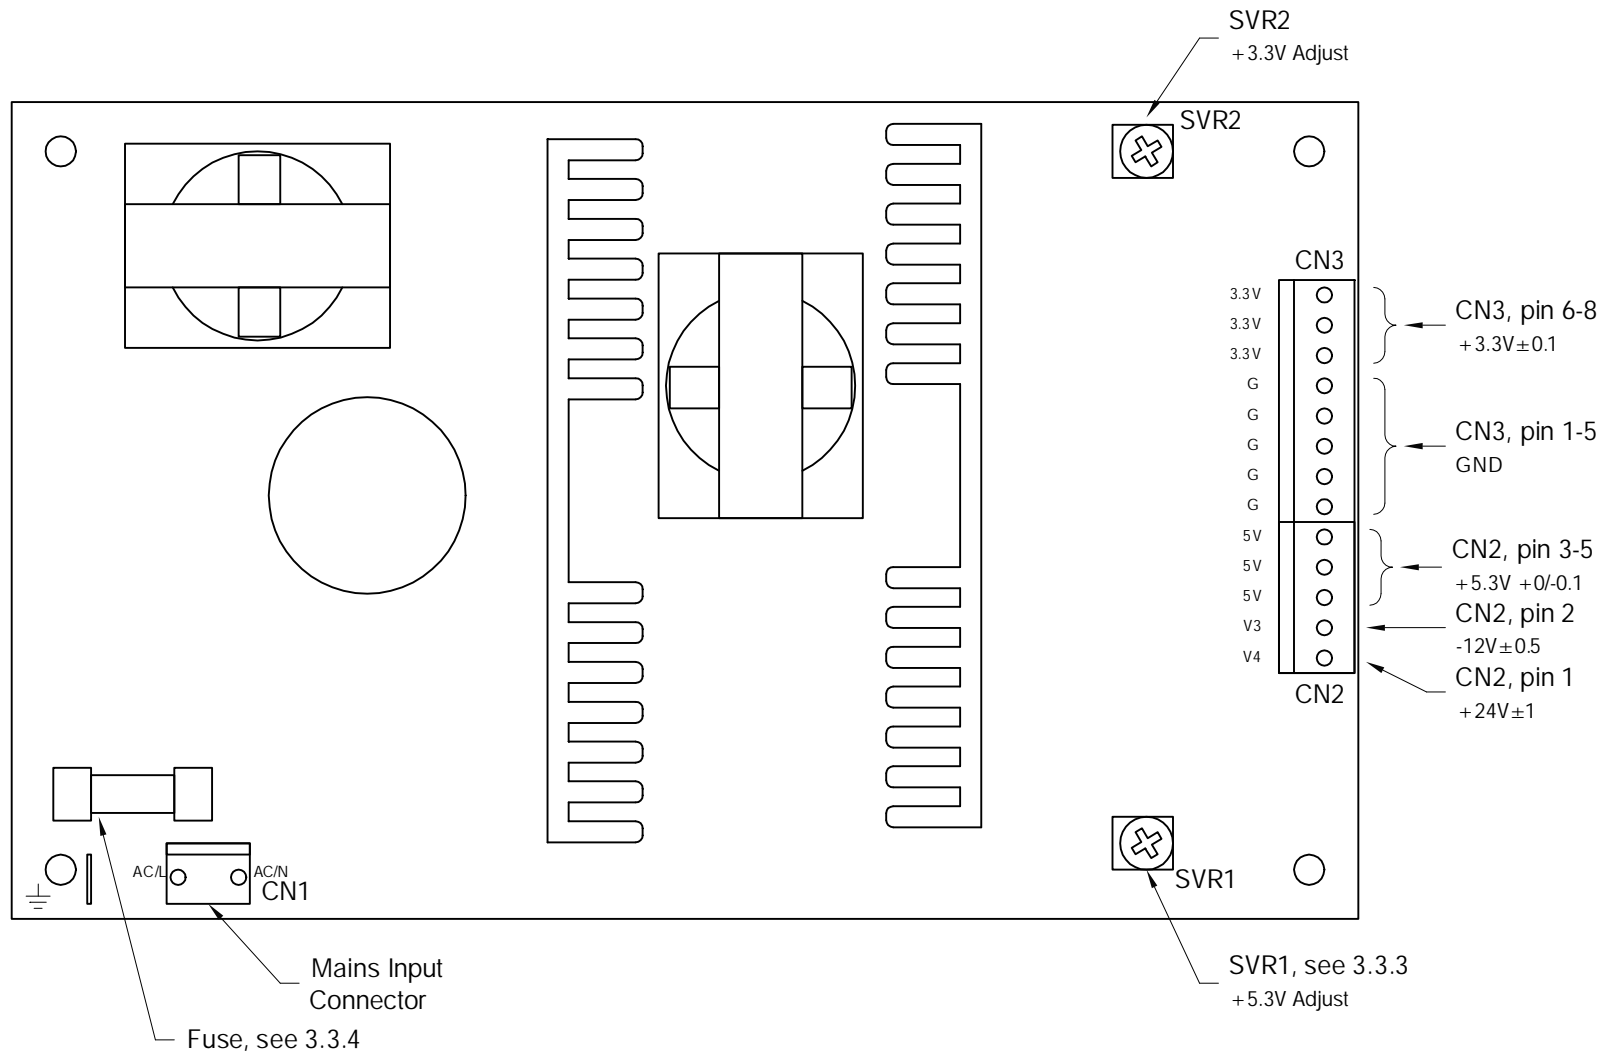 SVR2
+3.3V Adjust
SVR2
CN3
3.3V
3.3V
3.3V
G
G
G
G
G
5V
5V
5V
V3
V4
CN2
CN3, pin 6-8
+3.3V±0.1
CN3, pin 1-5
GND
CN2, pin 3-5
+5.3V +0/-0.1
CN2, pin 2
-12V±0.5
CN2, pin 1
+24V±1
AC/L
AC/N
CN1
SVR1
Mains Input
Connector
Fuse, see 3.3.4
SVR1, see 3.3.3
+5.3V Adjust